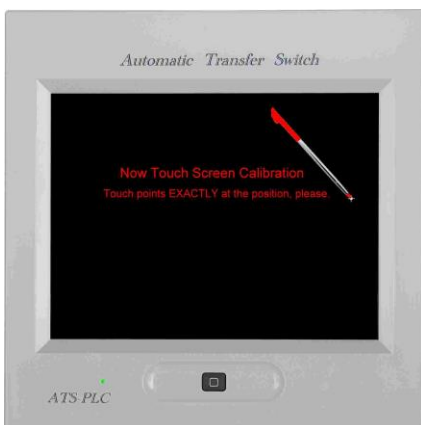 Automatic Transfer Switch
Now Touch Screen Calibration
Touch points EXACTLY at the position, please.
ATS-PLC